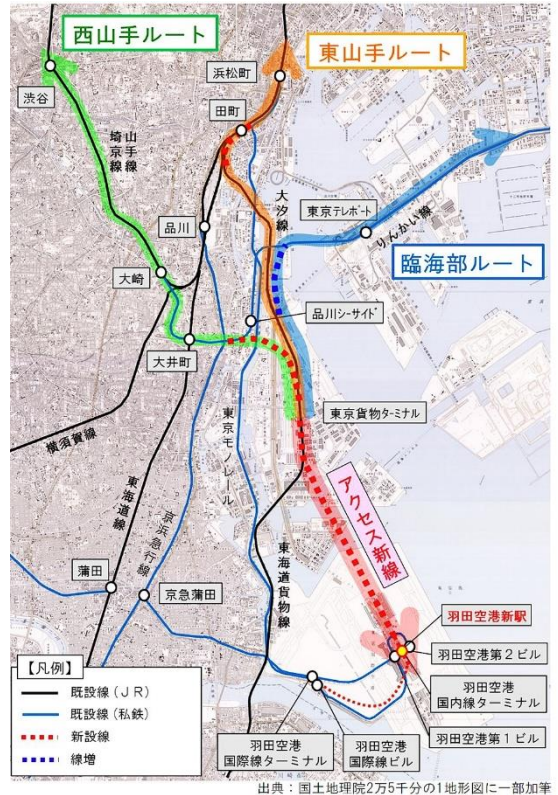 西山手ルート
東山手ルート
浜松町
渋谷
田町
山手線
埼京線
大汐線
東京テレポート
りんかい線
品川
臨海部ルート
大崎
品川シーサイド
大井町
東京貨物ターミナル
横須賀線
東京モノレール
東海道線
アクセス新線
京浜急行線
東海道貨物線
蒲田
京急蒲田
羽田空港新駅
羽田空港第２ビル
【凡例】
既設線（ＪＲ）
既設線（私鉄）
新設線
線増
羽田空港
国内線ターミナル
羽田空港
国際線ターミナル
羽田空港
国際線ビル
羽田空港第１ビル
出典：国土地理院2万5千分の1地形図に一部加筆